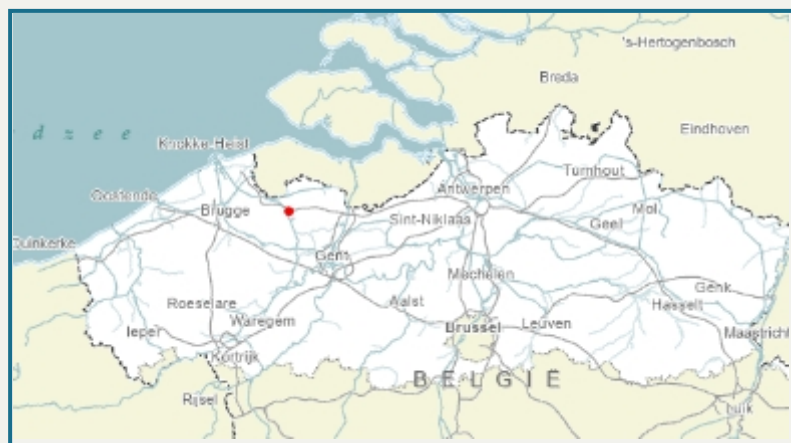 's-Hertogenbosch
Breda
d z e e
Eindhoven
Knokke-Heist
Turnhout
Oostende
Antwerpen
Mol
Brugge
Sint-Niklaas
Geel
Duinkerke
Gent
Mechelen
Genk
Roeselare
Aalst
Hasselt
Ieper
Waregem
Brussel
Leuven
Maastricht
Kortrijk
BELGIË
Rijsel
Luik